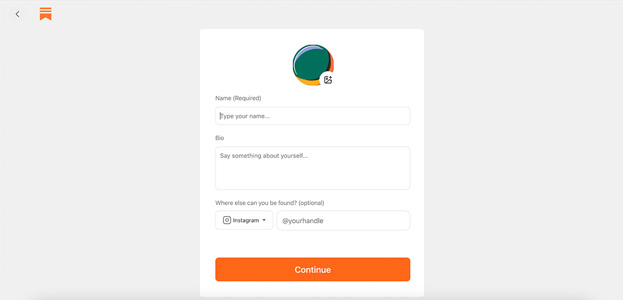 Name (Required)
Type your name...
Bio
Say something about yourself...
Where else can you be found? (optional)
Instagram
@yourhandle
Continue